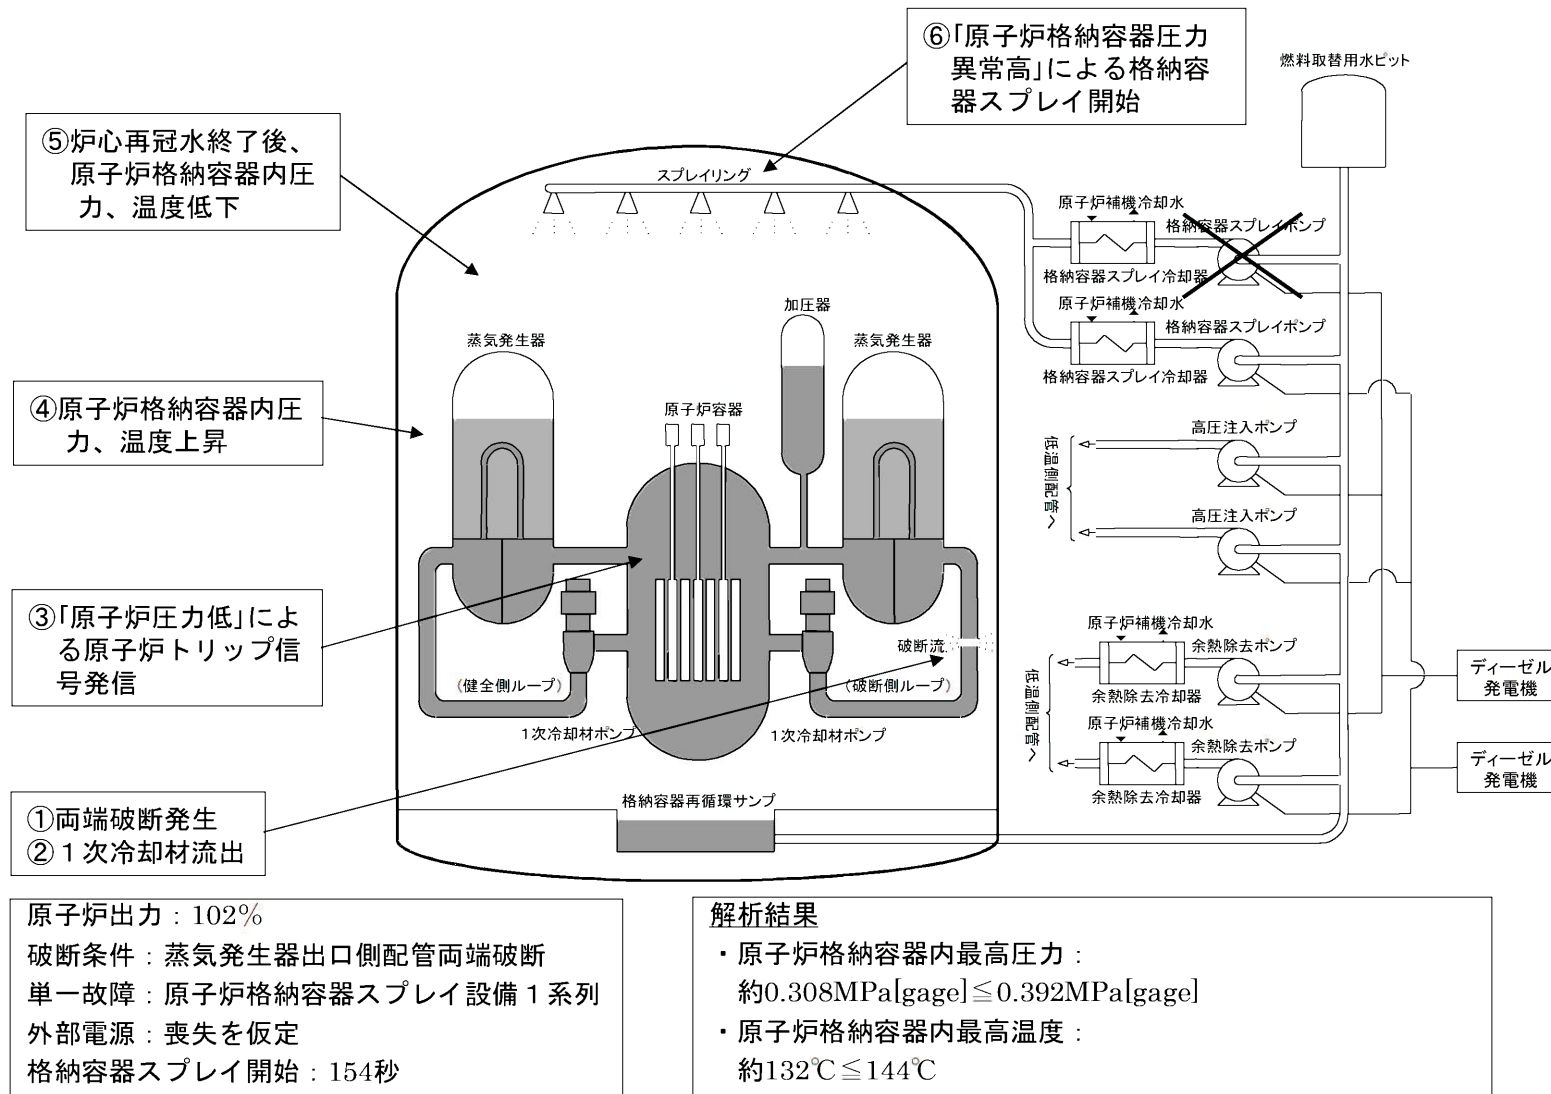 ⑥「原子炉格納容器圧力
異常高」による格納容
器スプレイ開始
燃料取替用水ピット
⑤炉心再冠水終了後、
原子炉格納容器内圧
力、温度低下
スプレイリング
原子炉補機冷却水
格納容器スプレイポンプ
格納容器スプレイ冷却器
原子炉補機冷却水
格納容器スプレイポンプ
格納容器スプレイ冷却器
加圧器
蒸気発生器
蒸気発生器
④原子炉格納容器内圧
力、温度上昇
原子炉容器
高圧注入ポンプ
低温側配管へ
高圧注入ポンプ
③「原子炉圧力低」によ
る原子炉トリップ信
号発信
破断流
(健全側ループ)
(破断側ループ)
1次冷却材ポンプ
1次冷却材ポンプ
原子炉補機冷却水
余熱除去ポンプ
余熱除去冷却器
低温側配管へ
原子炉補機冷却水
余熱除去ポンプ
余熱除去冷却器
ディーゼル
発電機
ディーゼル
発電機
①両端破断発生
②1次冷却材流出
格納容器再循環サンプ
原子炉出力：102%
破断条件：蒸気発生器出口側配管両端破断
単一故障：原子炉格納容器スプレイ設備1系列
外部電源：喪失を仮定
格納容器スプレイ開始：154秒
解析結果
・原子炉格納容器内最高圧力：
約0.308MPa[gage]≦0.392MPa[gage]
・原子炉格納容器内最高温度：
約132℃≦144℃